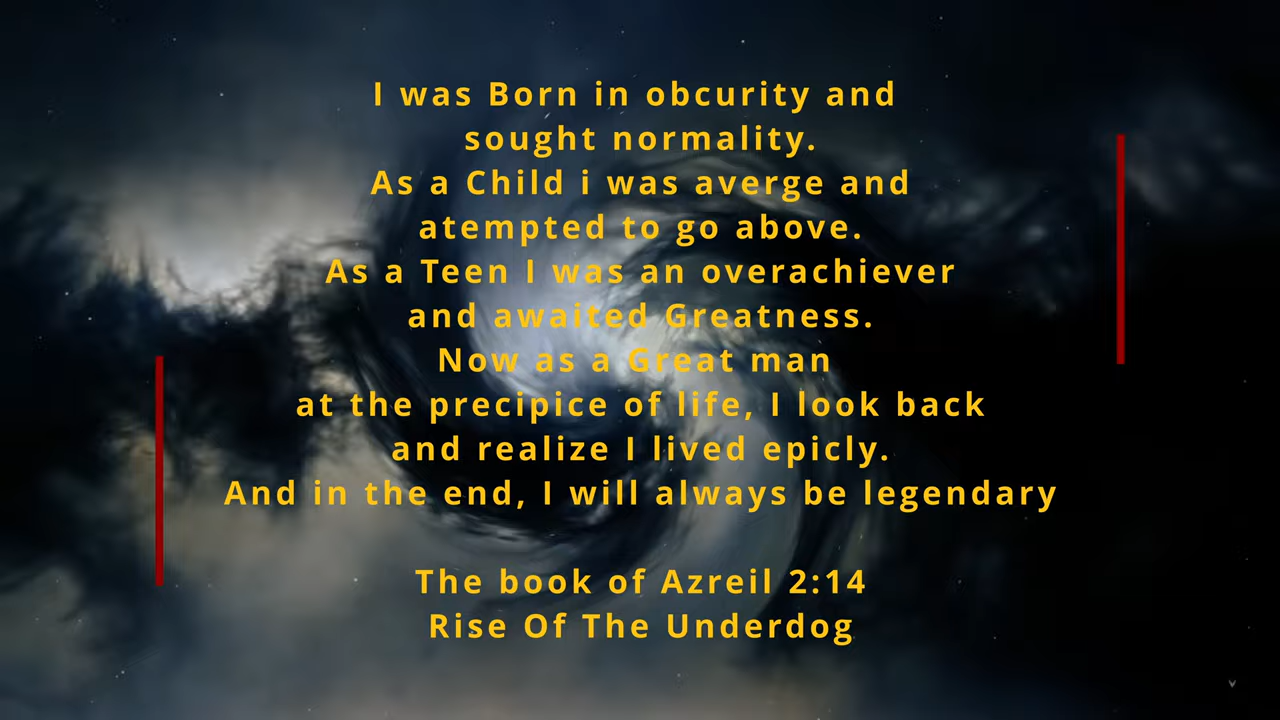 I was Born in obcurity and
sought normality.
As a Child i was averge and
atempted to go above.
As a Teen I was an overachiever
and awaited Greatness.
Now as a Great man
at the precipice of life, I look back
and realize I lived epicly.
And in the end, I will always be legendary
The book of Azreil 2:14
Rise Of The Underdog